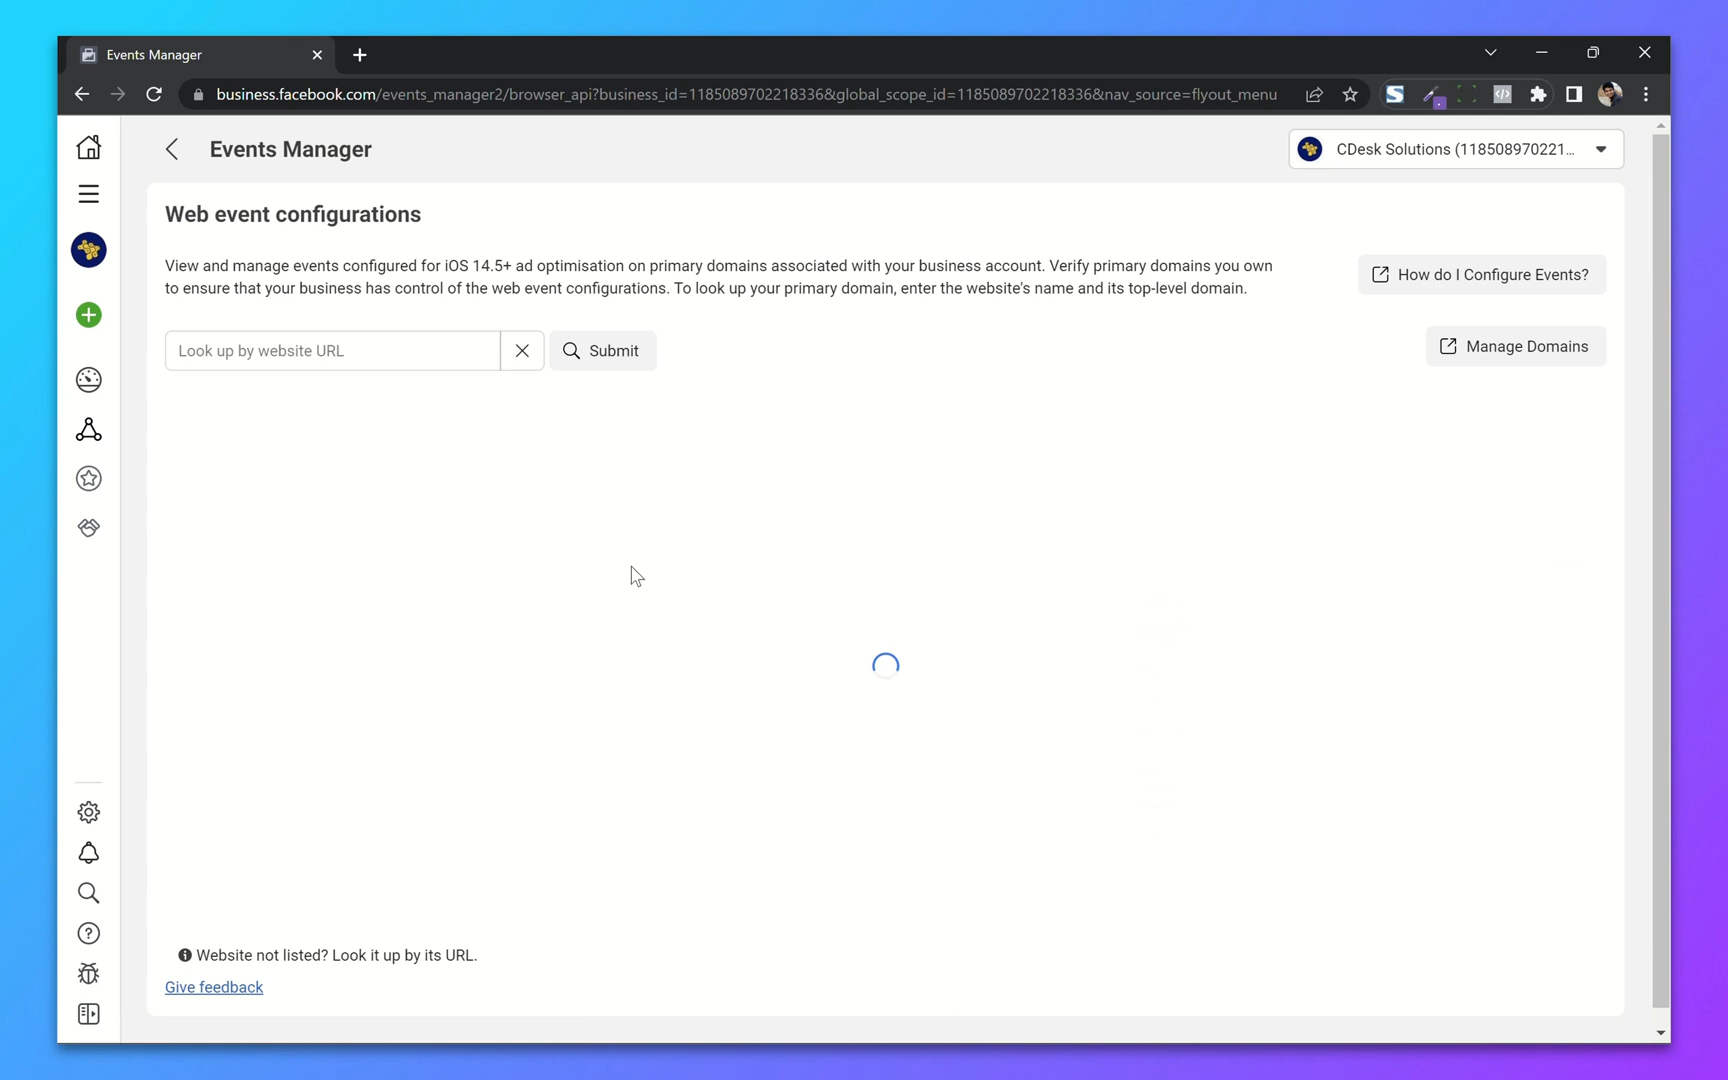 Events Manager
business.facebook.com/events_manager2/browser_api?business_id=1185089702218336&global_scope_id=1185089702218336&nav_source=flyout_menu
Events Manager
CDesk Solutions (118508970221...
Web event configurations
View and manage events configured for iOS 14.5+ ad optimisation on primary domains associated with your business account. Verify primary domains you own
to ensure that your business has control of the web event configurations. To look up your primary domain, enter the website's name and its top-level domain.
How do I Configure Events?
Look up by website URL
Submit
Manage Domains
Website not listed? Look it up by its URL.
Give feedback